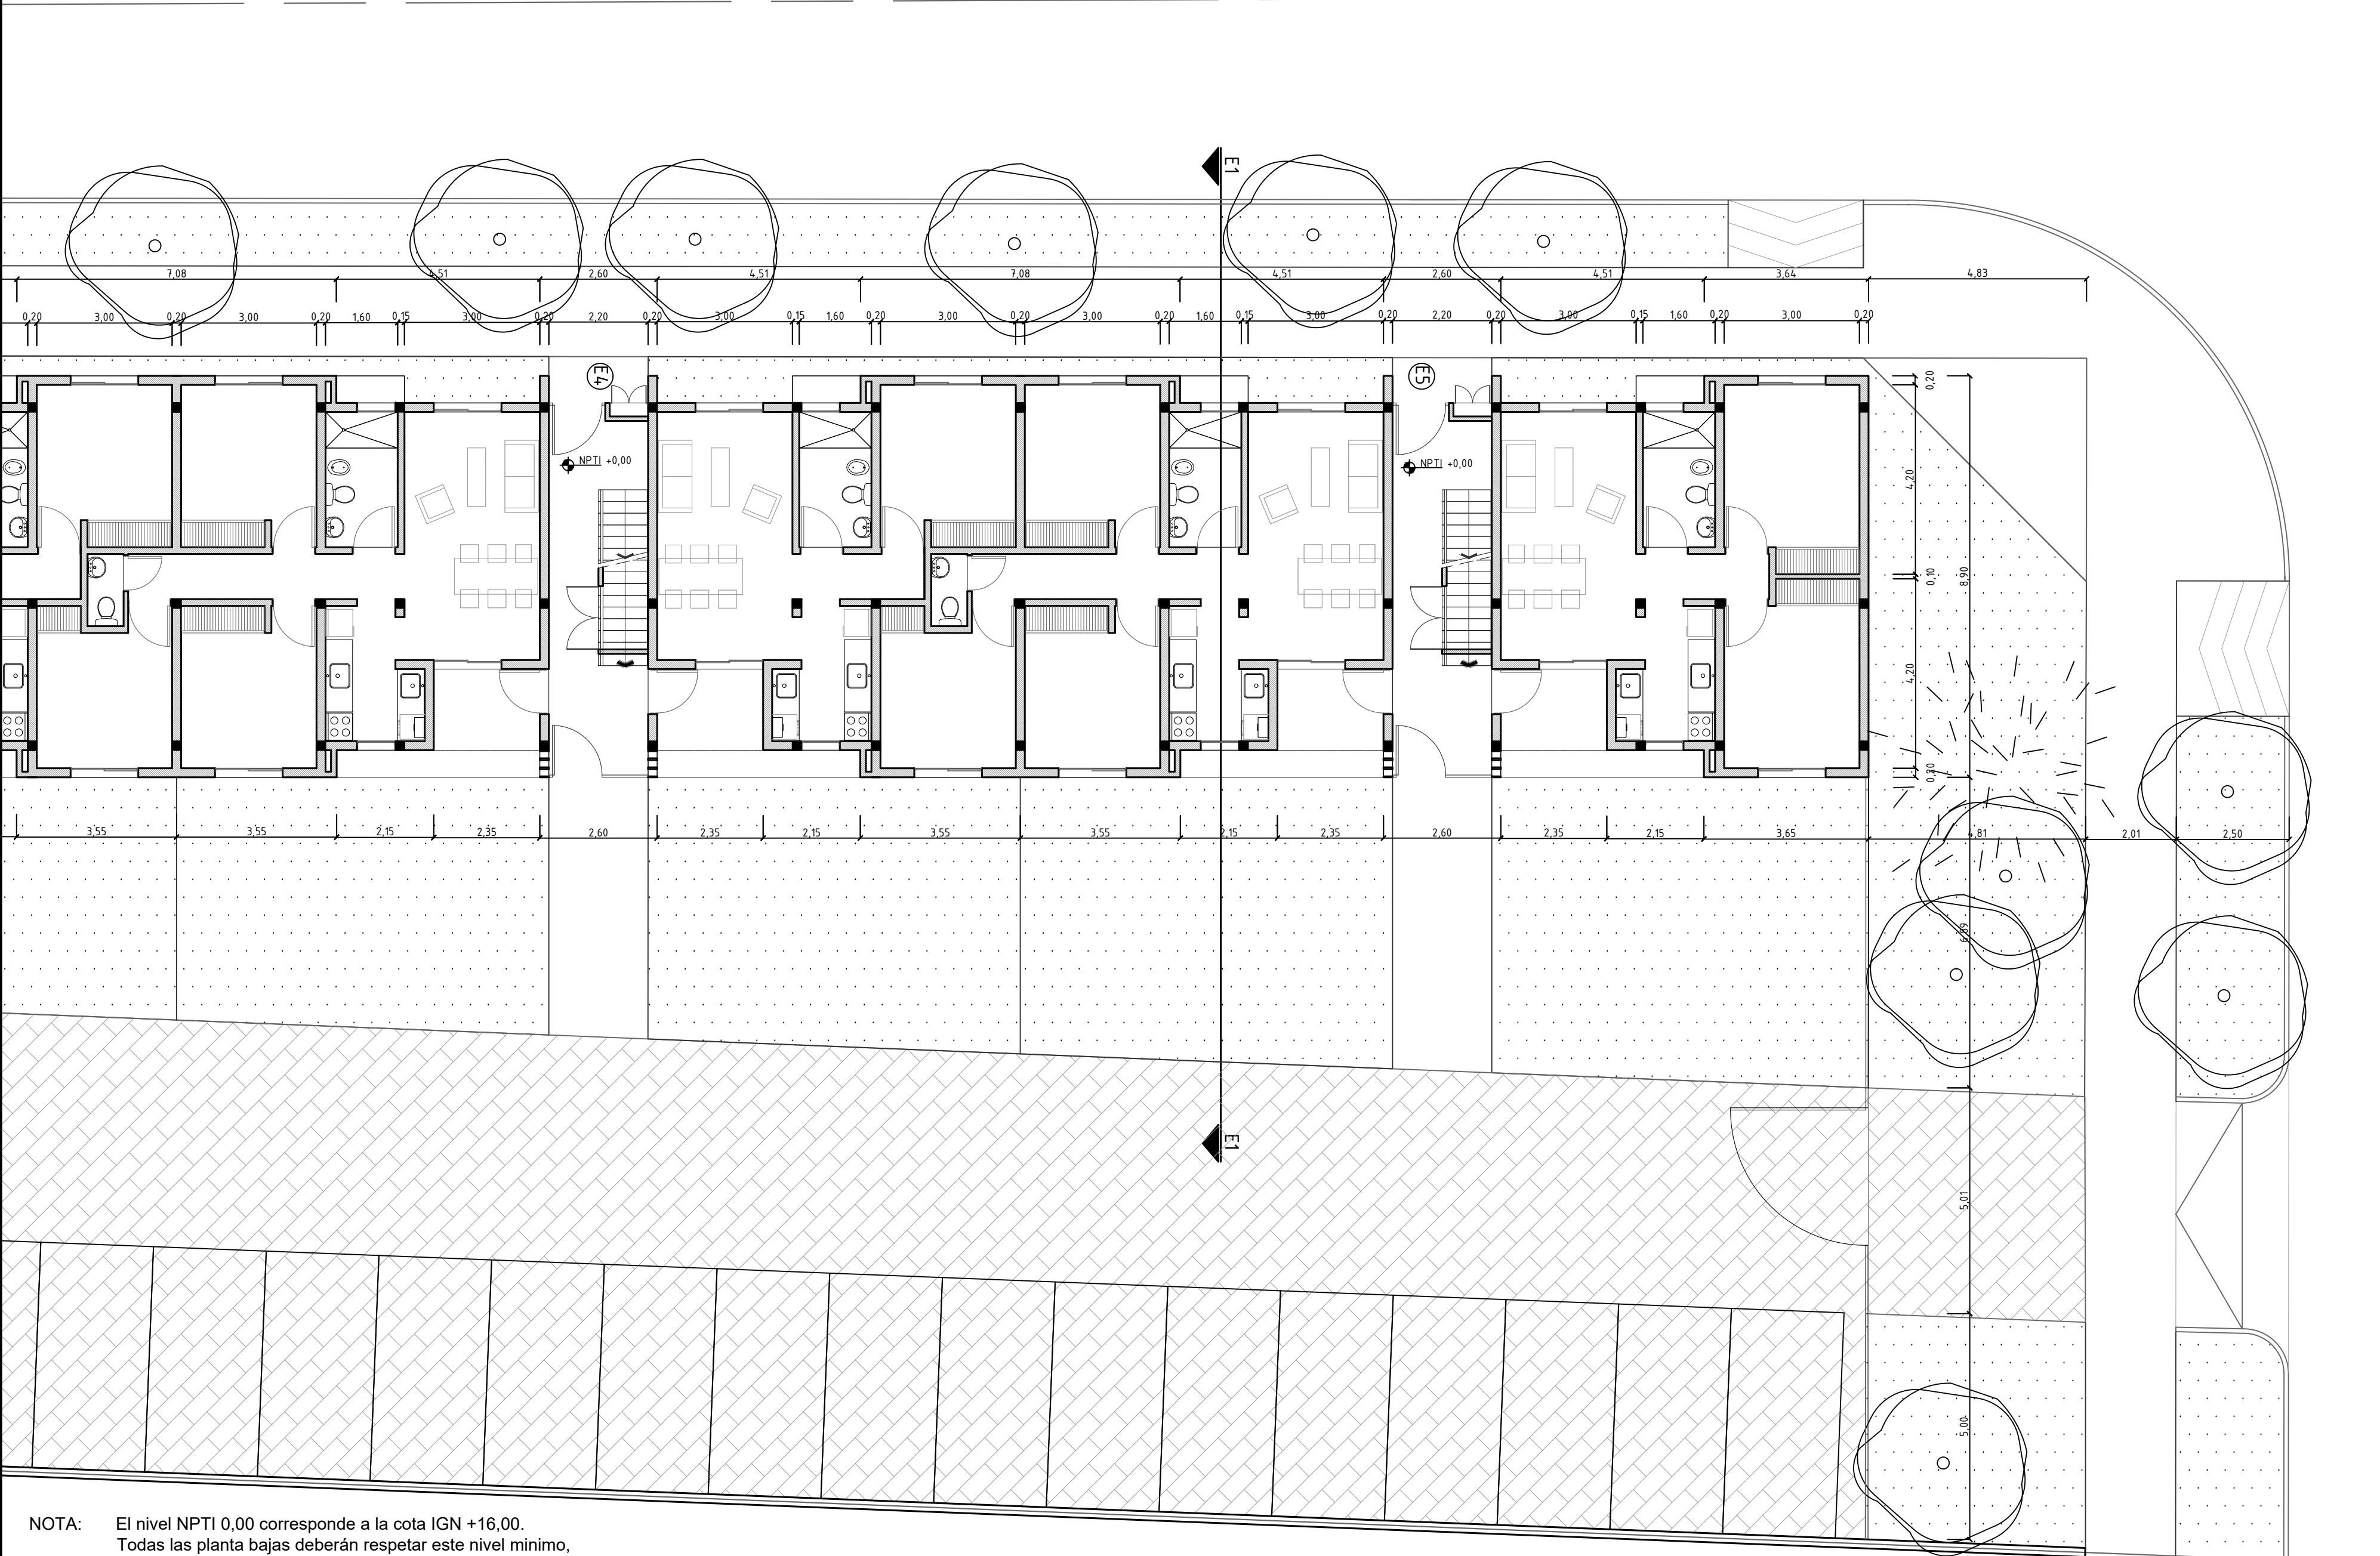 E1
7,08 4,51 2,60 4,51 7,08 4,51 2,60 4,51 3,64 4,83
0,20 3,00 0,20 3,00 0,20 1,60 0,15 3,00 0,20 2,20 0,20 3,00 0,15 1,60 0,20 3,00 0,20 3,00 0,20 1,60 0,15 3,00 0,20 2,20 0,20 3,00 0,15 1,60 0,20 3,00 0,20
E4 E5
NPTI +0,00
NPTI +0,00
0,20
4,20
0,10
8,90
4,20
0,20
3,55 3,55 2,15 2,35 2,60 2,35 2,15 3,55 3,55 2,15 2,35 2,60 2,35 2,15 3,65 4,81 2,01 2,50
6,89
E1
5,01
5,00
NOTA: El nivel NPTI 0,00 corresponde a la cota IGN +16,00.
Todas las planta bajas deberán respetar este nivel minimo,